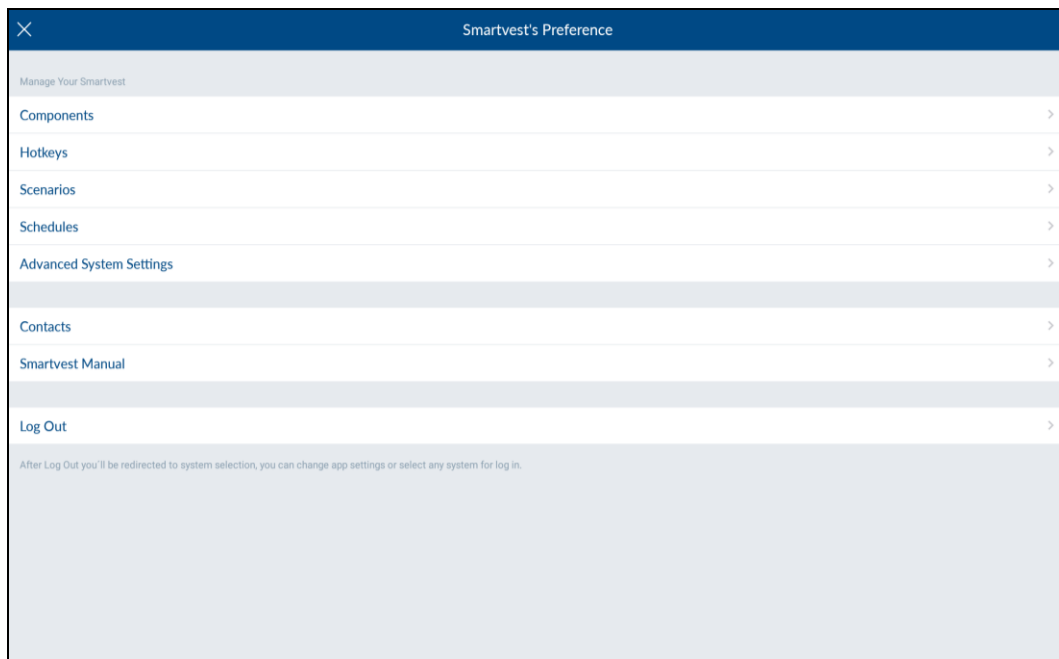 Smartvest's Preference
Manage Your Smartvest
Components
Hotkeys
Scenarios
Schedules
Advanced System Settings
Contacts
Smartvest Manual
Log Out
After Log Out you'll be redirected to system selection, you can change app settings or select any system for log in.